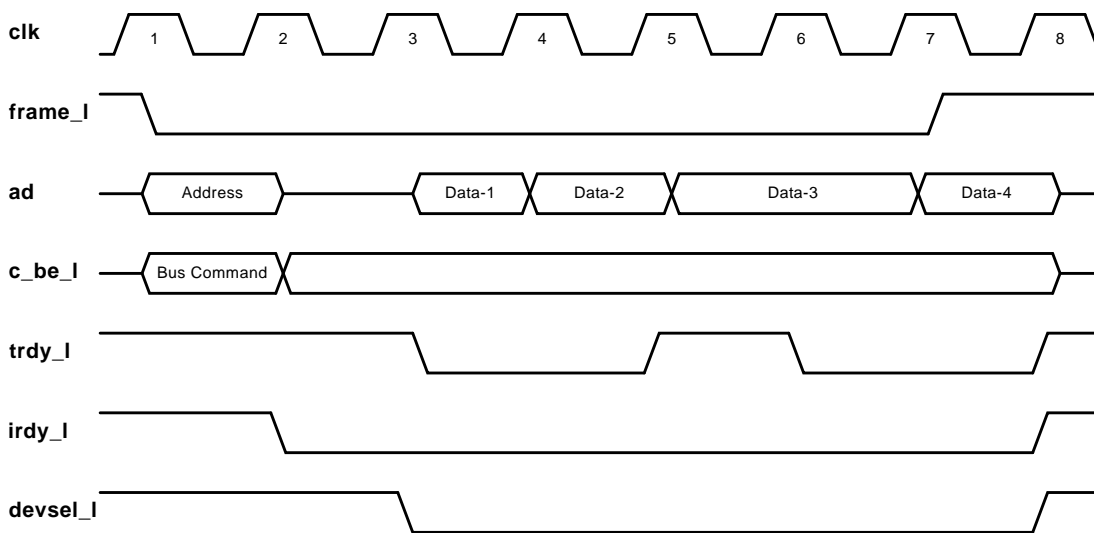 clk 1 2 3 4 5 6 7 8
frame_l
ad Address Data-1 Data-2 Data-3 Data-4
c_be_l Bus Command
trdy_l
irdy_l
devsel_l